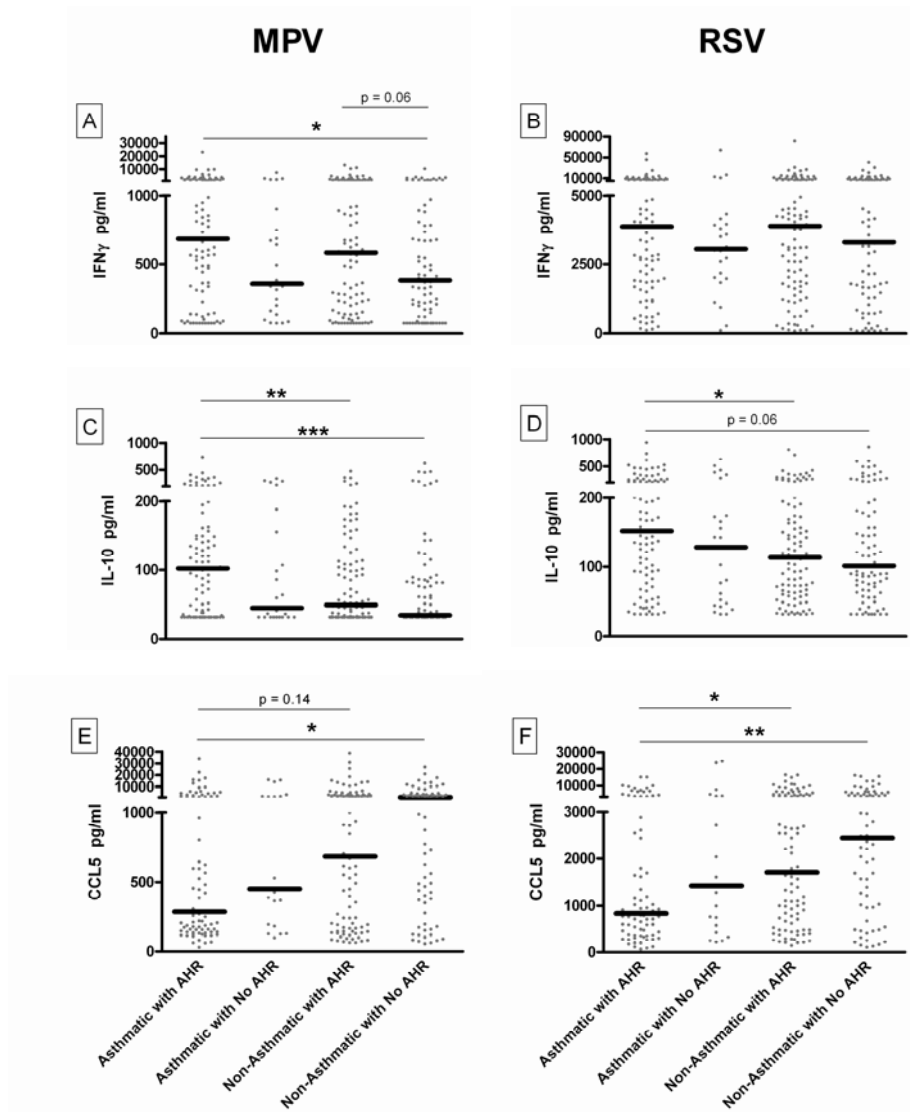 MPV
RSV
A
p = 0.06
*
30000
20000
10000
1000
500
0
IFNγ pg/ml
B
90000
50000
10000
5000
2500
0
IFNγ pg/ml
C
**
***
1000
500
200
100
0
IL-10 pg/ml
D
*
p = 0.06
1000
500
200
100
0
IL-10 pg/ml
E
p = 0.14
*
40000
30000
20000
10000
1000
500
0
CCL5 pg/ml
F
*
**
30000
20000
10000
3000
2000
1000
0
CCL5 pg/ml
Asthmatic with AHR
Asthmatic with No AHR
Non-Asthmatic with AHR
Non-Asthmatic with No AHR
Asthmatic with AHR
Asthmatic with No AHR
Non-Asthmatic with AHR
Non-Asthmatic with No AHR